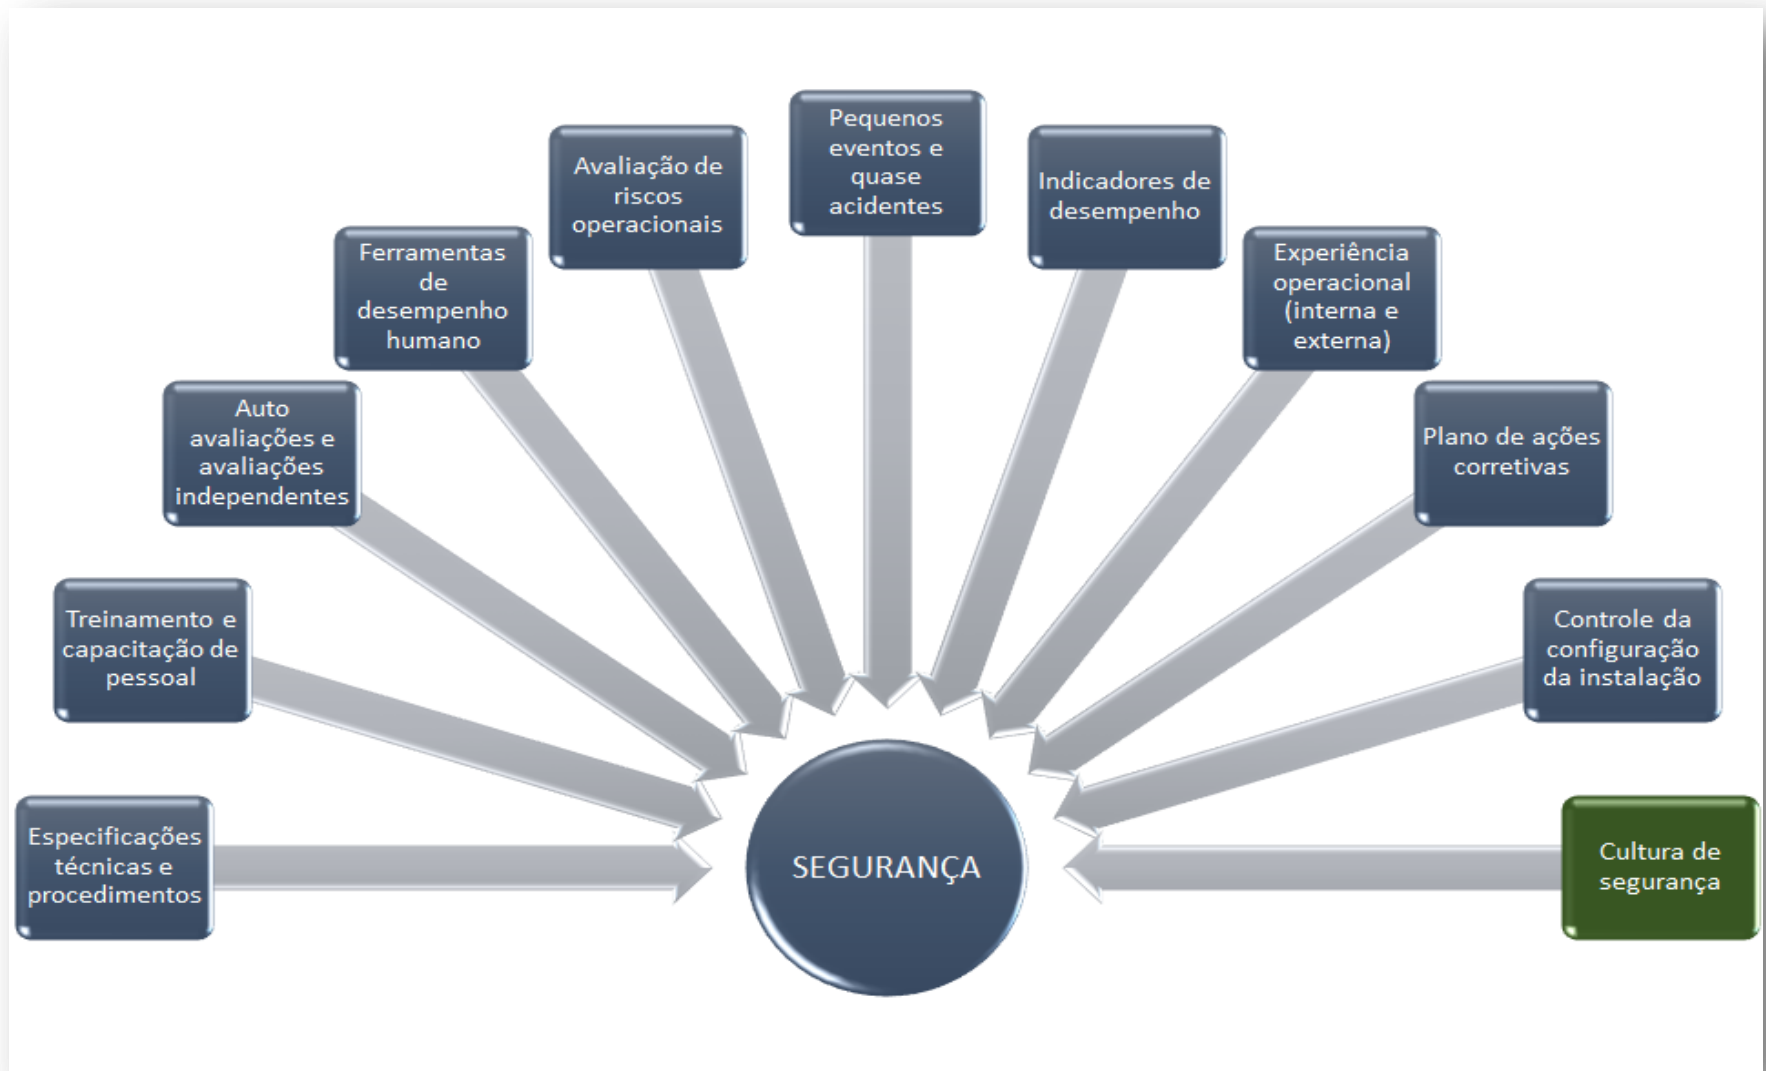 Especificações
técnicas e
procedimentos
Treinamento e
capacitação de
pessoal
Auto
avaliações e
avaliações
independentes
Ferramentas
de
desempenho
humano
Avaliação de
riscos
operacionais
Pequenos
eventos e
quase
acidentes
Indicadores de
desempenho
Experiência
operacional
(interna e
externa)
Plano de ações
corretivas
Controle da
configuração
da instalação
Cultura de
segurança
SEGURANÇA